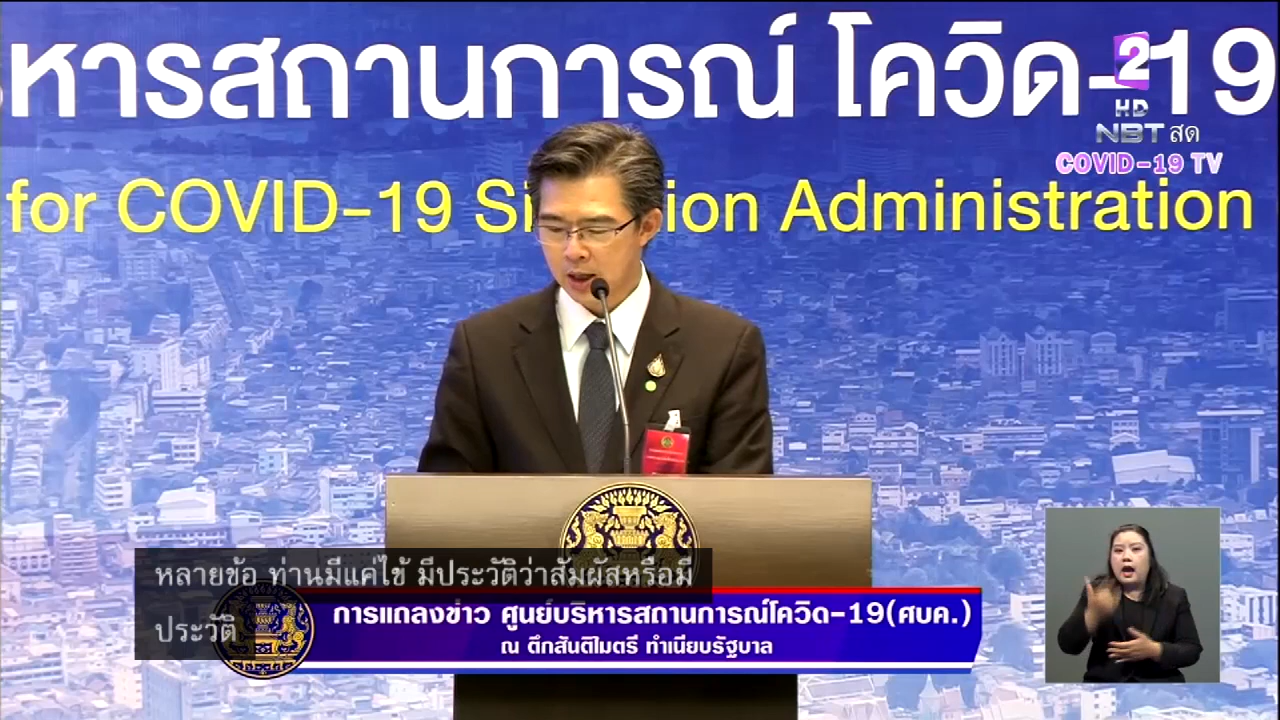 หารสถานการณ์ โควิด-19
2
HD
NBT สด
COVID-19 TV
for COVID-19 Si ion Administration
หลายข้อ ท่านมีแค่ไข้ มีประวัติว่าสัมผัสหรือมี
ประวัติ
การแถลงข่าว ศูนย์บริหารสถานการณ์โควิด-19(ศบค.)
ณ ตึกสันติไมตรี ทำเนียบรัฐบาล